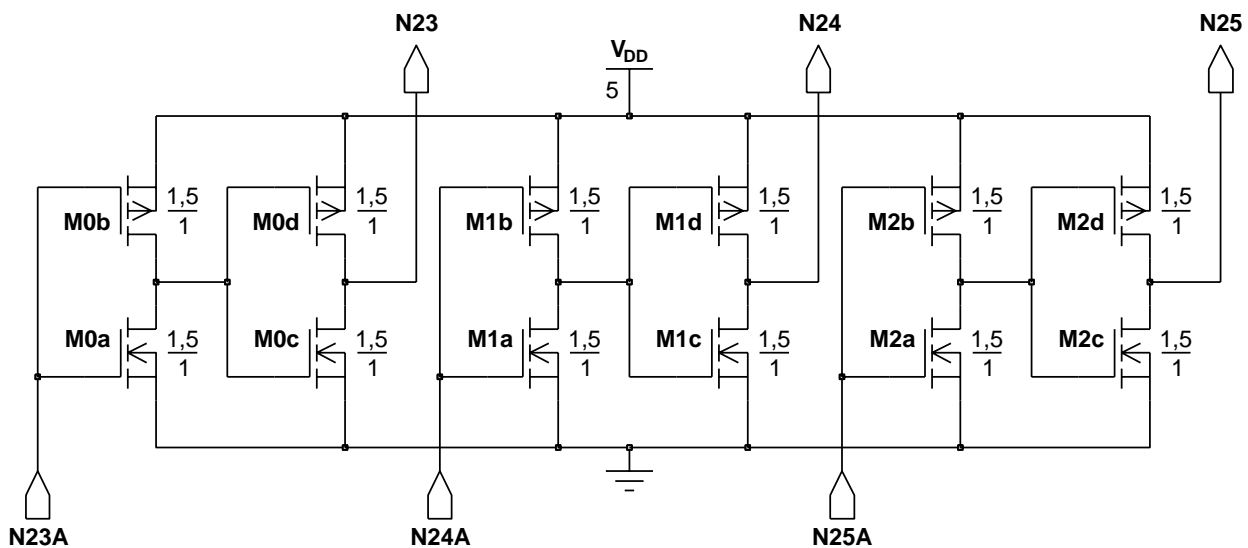 N23 N24 N25
V_DD
5
M0b 1,5/1 M0d 1,5/1 M1b 1,5/1 M1d 1,5/1 M2b 1,5/1 M2d 1,5/1
M0a 1,5/1 M0c 1,5/1 M1a 1,5/1 M1c 1,5/1 M2a 1,5/1 M2c 1,5/1
N23A N24A N25A